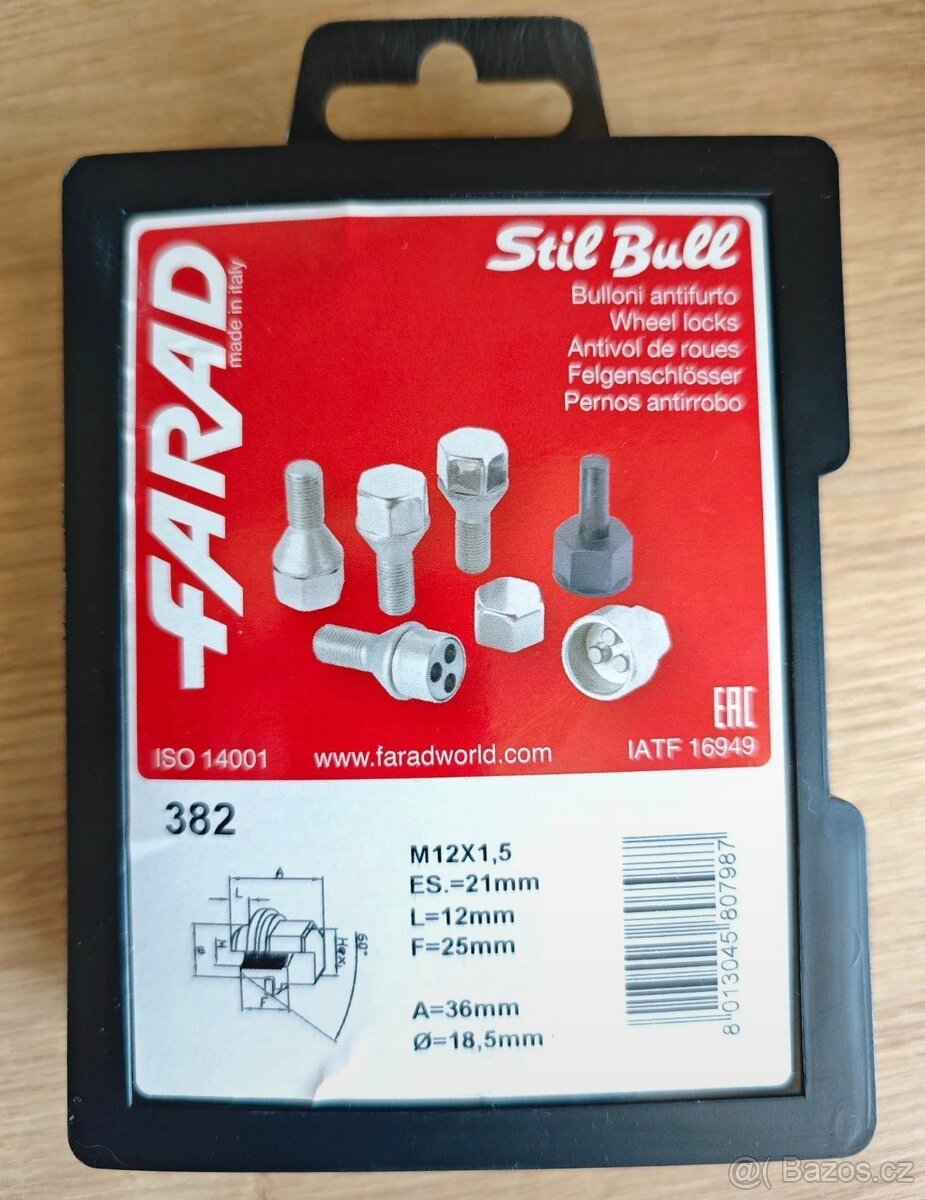 FARAD
made in italy
Stil Bull
Bulloni antifurto
Wheel locks
Antivol de roues
Felgenschlösser
Pernos antirrobo
EAC
ISO 14001
www.faradworld.com
IATF 16949
382
A
L
Ø
M
Hex.
60°
F
M12X1,5
ES.=21mm
L=12mm
F=25mm
A=36mm
Ø=18,5mm
8 013045 807987
@( Bazos.cz